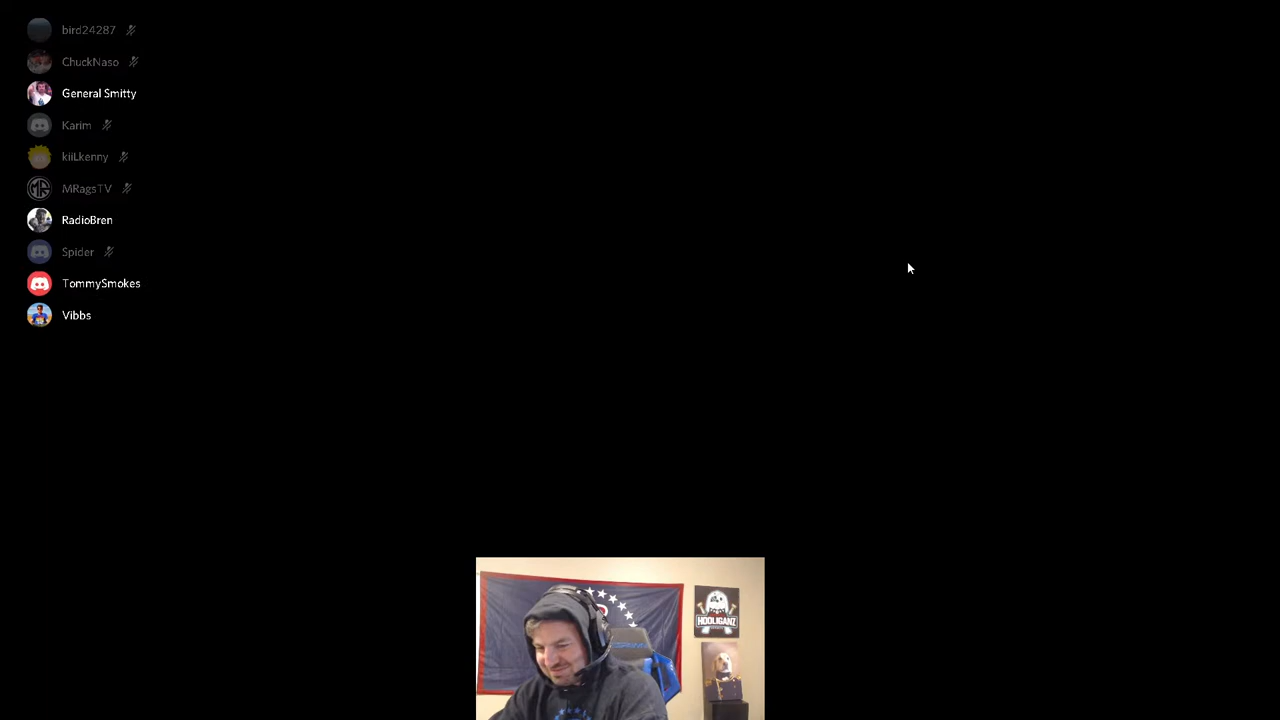 bird24287
ChuckNaso
General Smitty
Karim
kiiLkenny
MRagsTV
RadioBren
Spider
TommySmokes
Vibbs
HOOLIGANZ